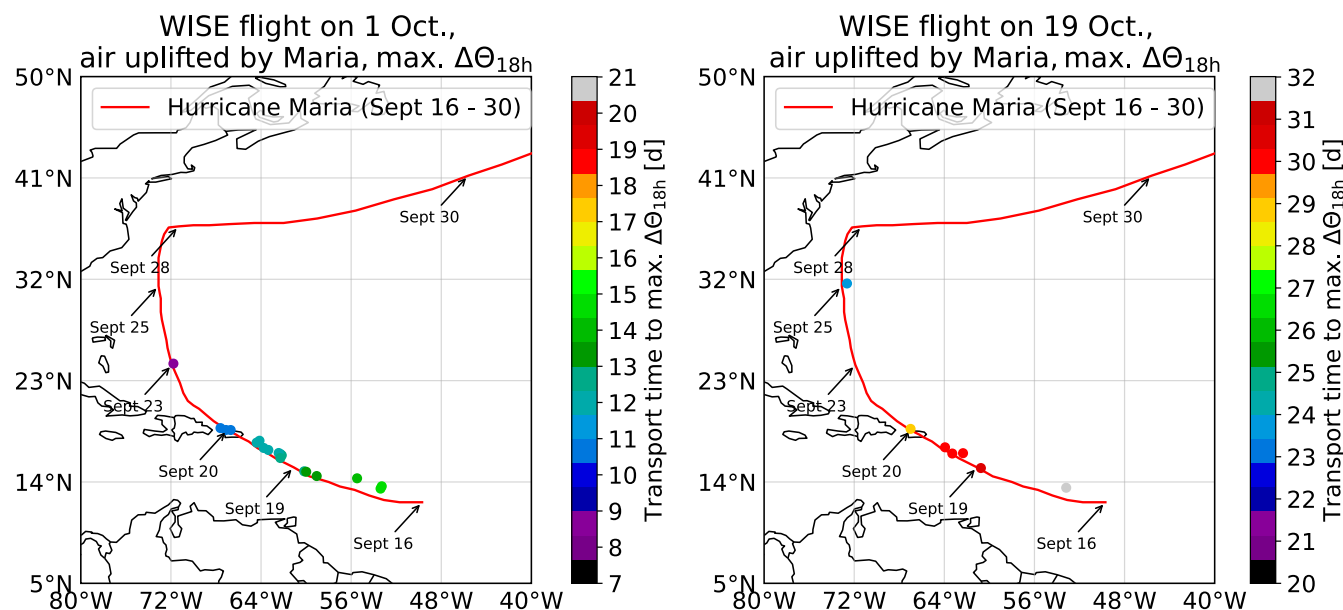 WISE flight on 1 Oct.,
air uplifted by Maria, max. ΔΘ18h
Hurricane Maria (Sept 16 - 30)
50°N
41°N
32°N
23°N
14°N
5°N
80°W
72°W
64°W
56°W
48°W
40°W
Sept 30
Sept 28
Sept 25
Sept 23
Sept 20
Sept 19
Sept 16
21
20
19
18
17
16
15
14
13
12
11
10
9
8
7
Transport time to max. ΔΘ18h [d]
WISE flight on 19 Oct.,
air uplifted by Maria, max. ΔΘ18h
Hurricane Maria (Sept 16 - 30)
50°N
41°N
32°N
23°N
14°N
5°N
80°W
72°W
64°W
56°W
48°W
40°W
Sept 30
Sept 28
Sept 25
Sept 23
Sept 20
Sept 19
Sept 16
32
31
30
29
28
27
26
25
24
23
22
21
20
Transport time to max. ΔΘ18h [d]